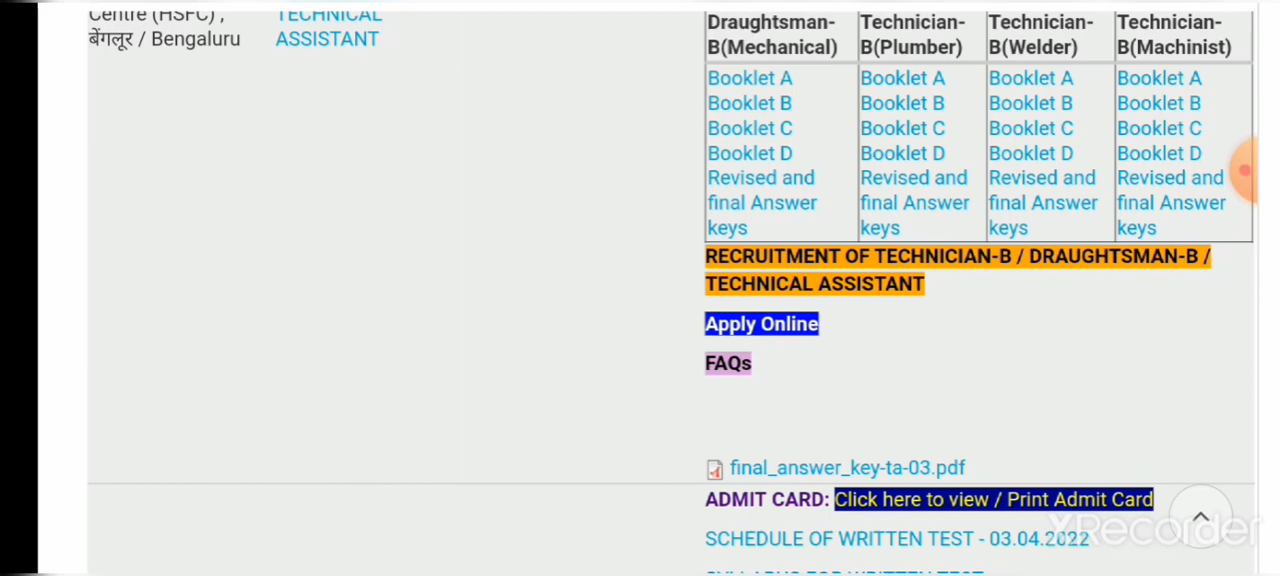 Centre (HSFC) ,
बेंगलूर / Bengaluru
TECHNICAL
ASSISTANT
Draughtsman-
B(Mechanical)
Technician-
B(Plumber)
Technician-
B(Welder)
Technician-
B(Machinist)
Booklet A
Booklet B
Booklet C
Booklet D
Revised and
final Answer
keys
Booklet A
Booklet B
Booklet C
Booklet D
Revised and
final Answer
keys
Booklet A
Booklet B
Booklet C
Booklet D
Revised and
final Answer
keys
Booklet A
Booklet B
Booklet C
Booklet D
Revised and
final Answer
keys
RECRUITMENT OF TECHNICIAN-B / DRAUGHTSMAN-B /
TECHNICAL ASSISTANT
Apply Online
FAQs
final_answer_key-ta-03.pdf
ADMIT CARD: Click here to view / Print Admit Card
SCHEDULE OF WRITTEN TEST - 03.04.2022
XRecorder